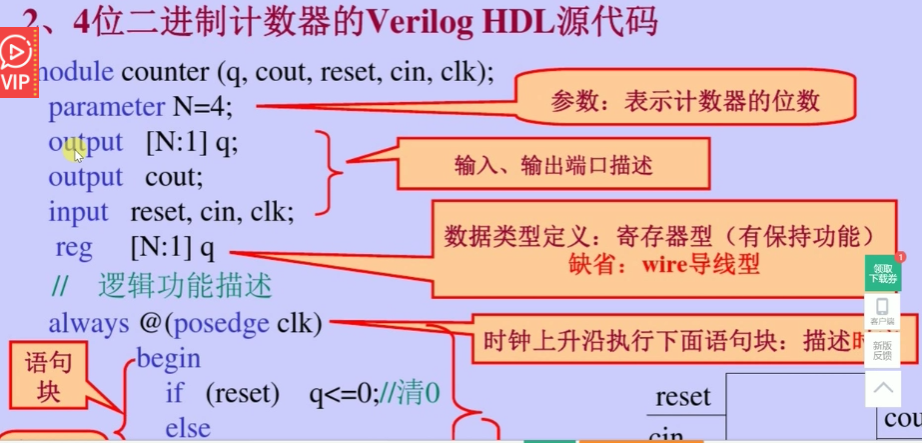 2、4位二进制计数器的Verilog HDL源代码
VIP
module counter (q, cout, reset, cin, clk);
parameter N=4;
参数：表示计数器的位数
output [N:1] q;
output cout;
输入、输出端口描述
input reset, cin, clk;
reg [N:1] q
数据类型定义：寄存器型（有保持功能）
缺省：wire导线型
领取
下载券
1
// 逻辑功能描述
客户端
always @(posedge clk)
时钟上升沿执行下面语句块：描述时
新版
反馈
语句
块
begin
if (reset) q<=0;//清0
else
reset
cin
cou